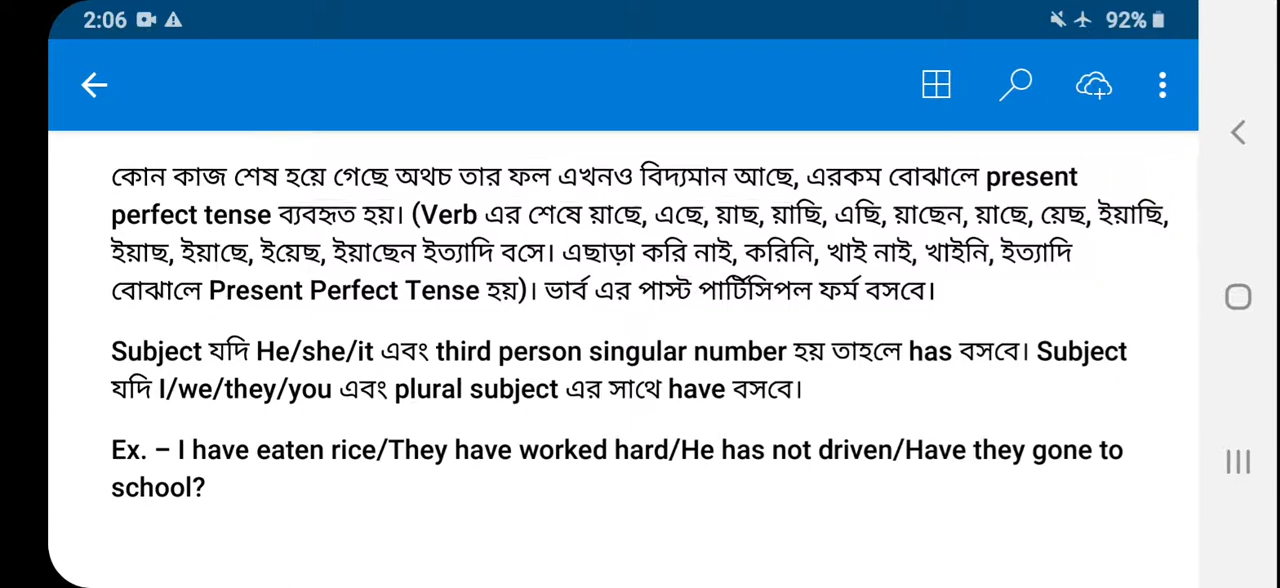 2:06
92%
কোন কাজ শেষ হয়ে গেছে অথচ তার ফল এখনও বিদ্যমান আছে, এরকম বোঝালে present
perfect tense ব্যবহৃত হয়। (Verb এর শেষে য়াছে, এছে, য়াছ, য়াছি, এছি, য়াছেন, য়াছে, য়েছ, ইয়াছি,
ইয়াছ, ইয়াছে, ইয়েছ, ইয়াছেন ইত্যাদি বসে। এছাড়া করি নাই, করিনি, খাই নাই, খাইনি, ইত্যাদি
বোঝালে Present Perfect Tense হয়)। ভার্ব এর পাস্ট পার্টিসিপল ফর্ম বসবে।
Subject যদি He/she/it এবং third person singular number হয় তাহলে has বসবে। Subject
যদি I/we/they/you এবং plural subject এর সাথে have বসবে।
Ex. – I have eaten rice/They have worked hard/He has not driven/Have they gone to
school?